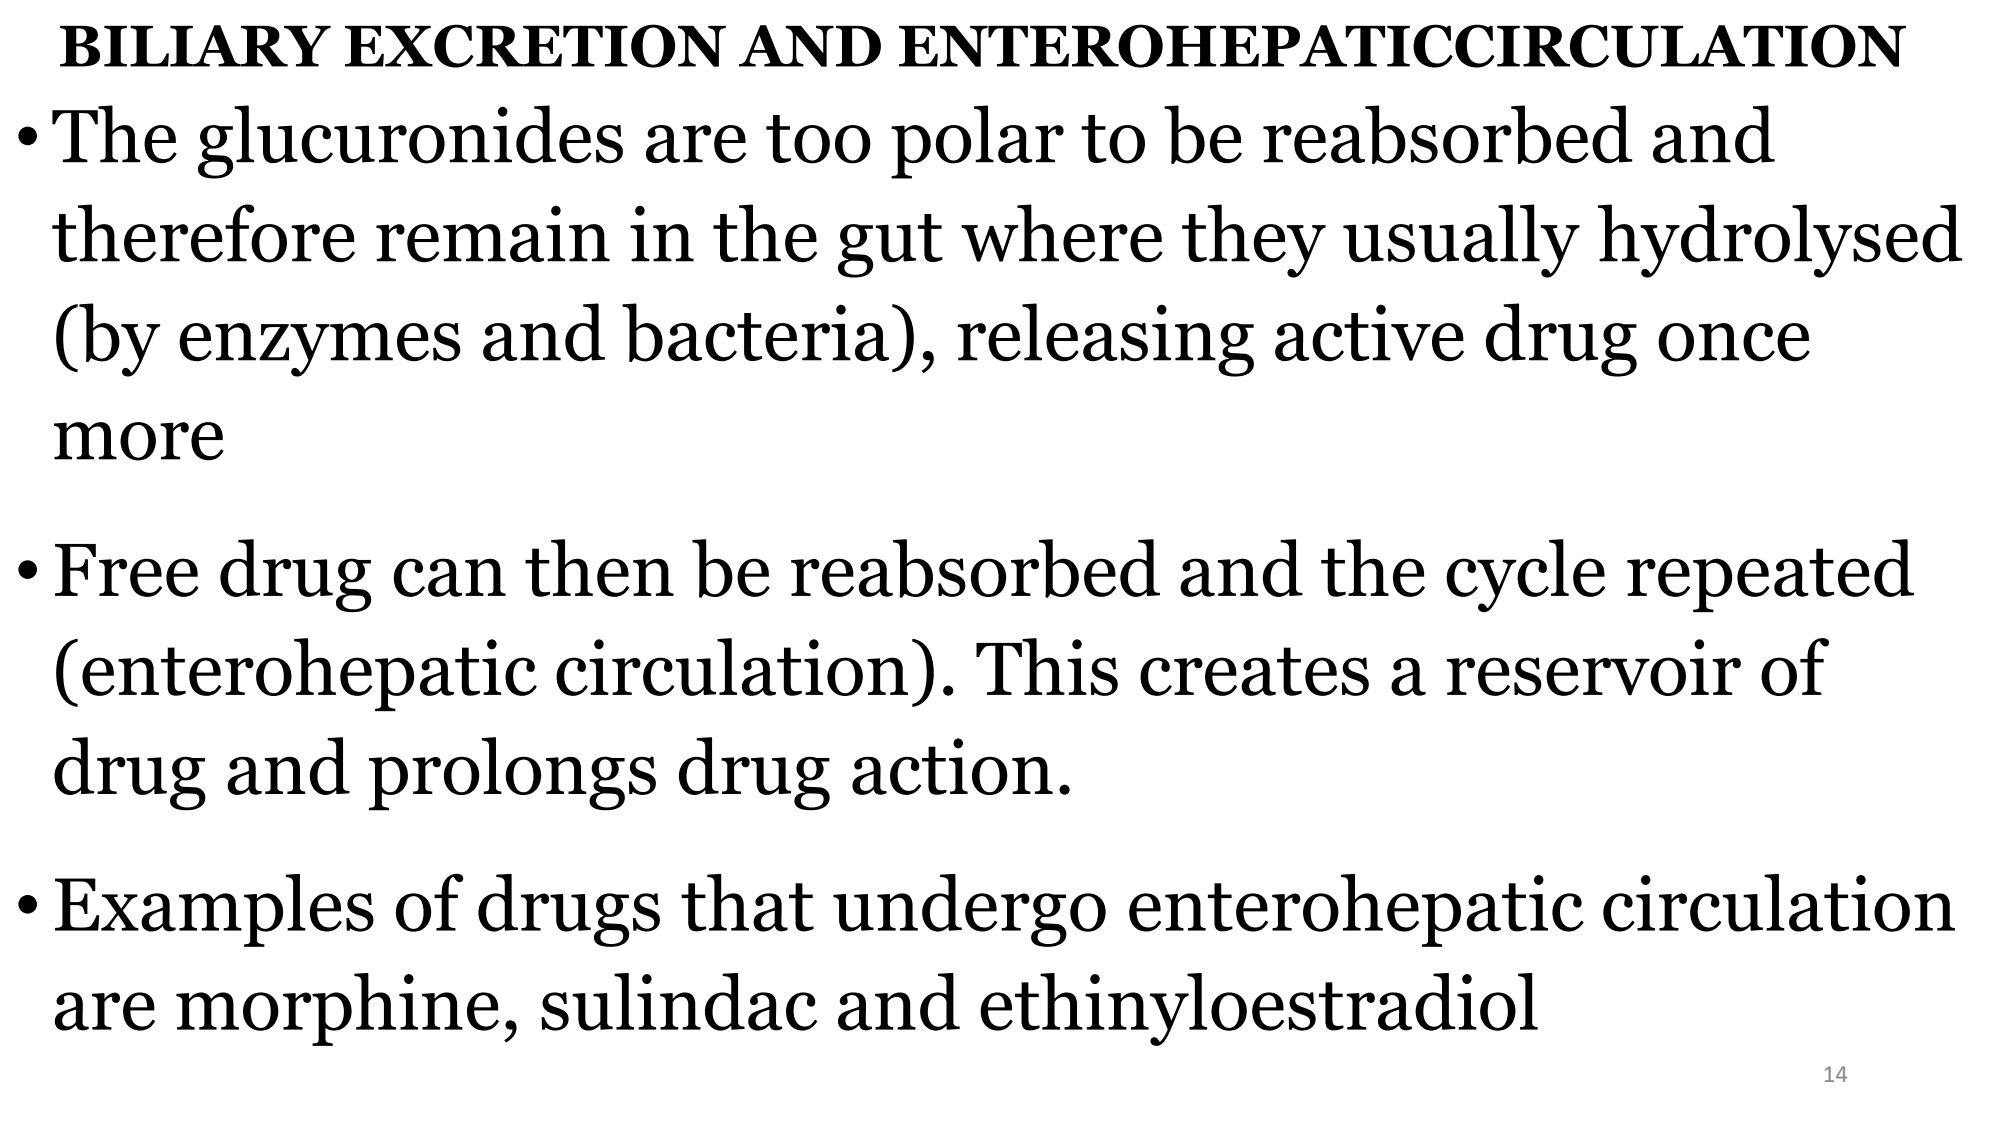 BILIARY EXCRETION AND ENTEROHEPATICCIRCULATION
• The glucuronides are too polar to be reabsorbed and
therefore remain in the gut where they usually hydrolysed
(by enzymes and bacteria), releasing active drug once
more
• Free drug can then be reabsorbed and the cycle repeated
(enterohepatic circulation). This creates a reservoir of
drug and prolongs drug action.
• Examples of drugs that undergo enterohepatic circulation
are morphine, sulindac and ethinyloestradiol
14